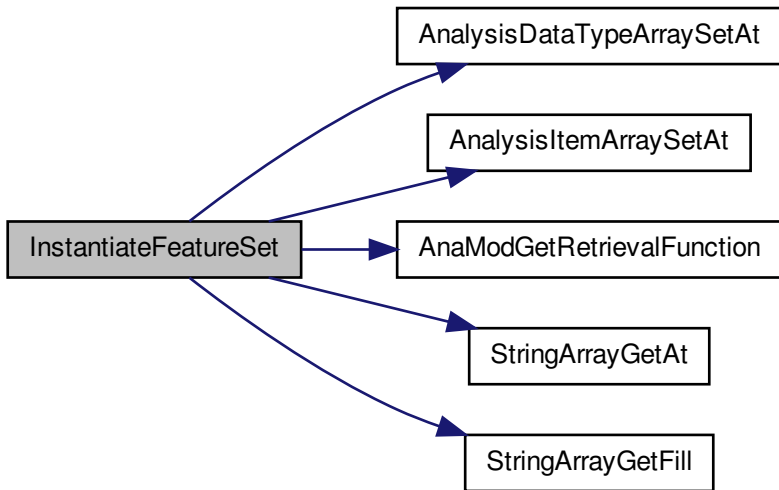 AnalysisDataTypeArraySetAt
AnalysisItemArraySetAt
InstantiateFeatureSet
AnaModGetRetrievalFunction
StringArrayGetAt
StringArrayGetFill